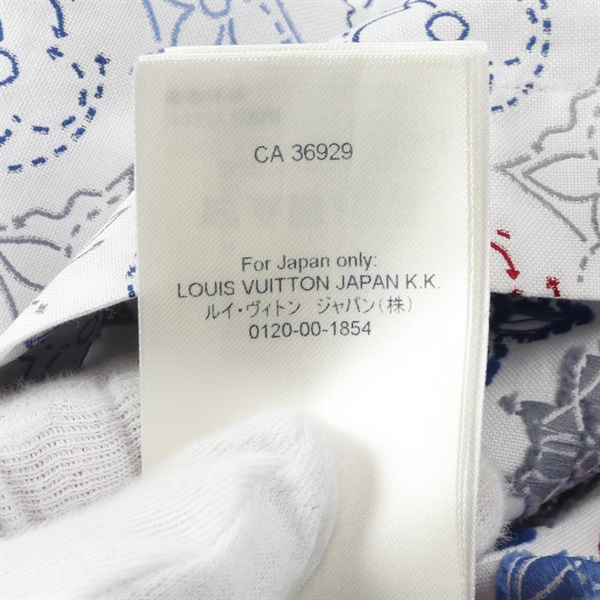 CA 36929
For Japan only:
LOUIS VUITTON JAPAN K.K.
ルイ・ヴィトン ジャパン(株)
0120-00-1854